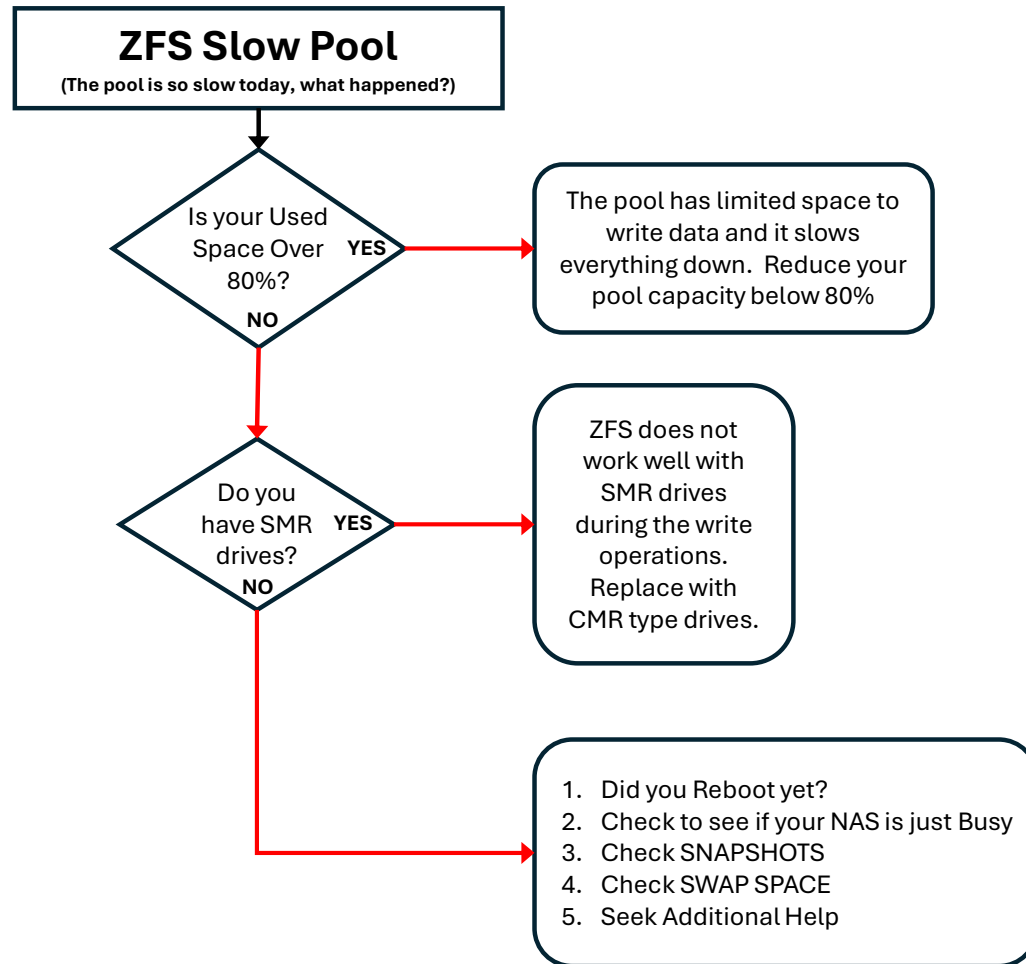 ZFS Slow Pool
(The pool is so slow today, what happened?)
Is your Used
Space Over
80%?
YES
NO
The pool has limited space to
write data and it slows
everything down.  Reduce your
pool capacity below 80%
Do you
have SMR
drives?
YES
NO
ZFS does not
work well with
SMR drives
during the write
operations.
Replace with
CMR type drives.
1. Did you Reboot yet?
2. Check to see if your NAS is just Busy
3. Check SNAPSHOTS
4. Check SWAP SPACE
5. Seek Additional Help